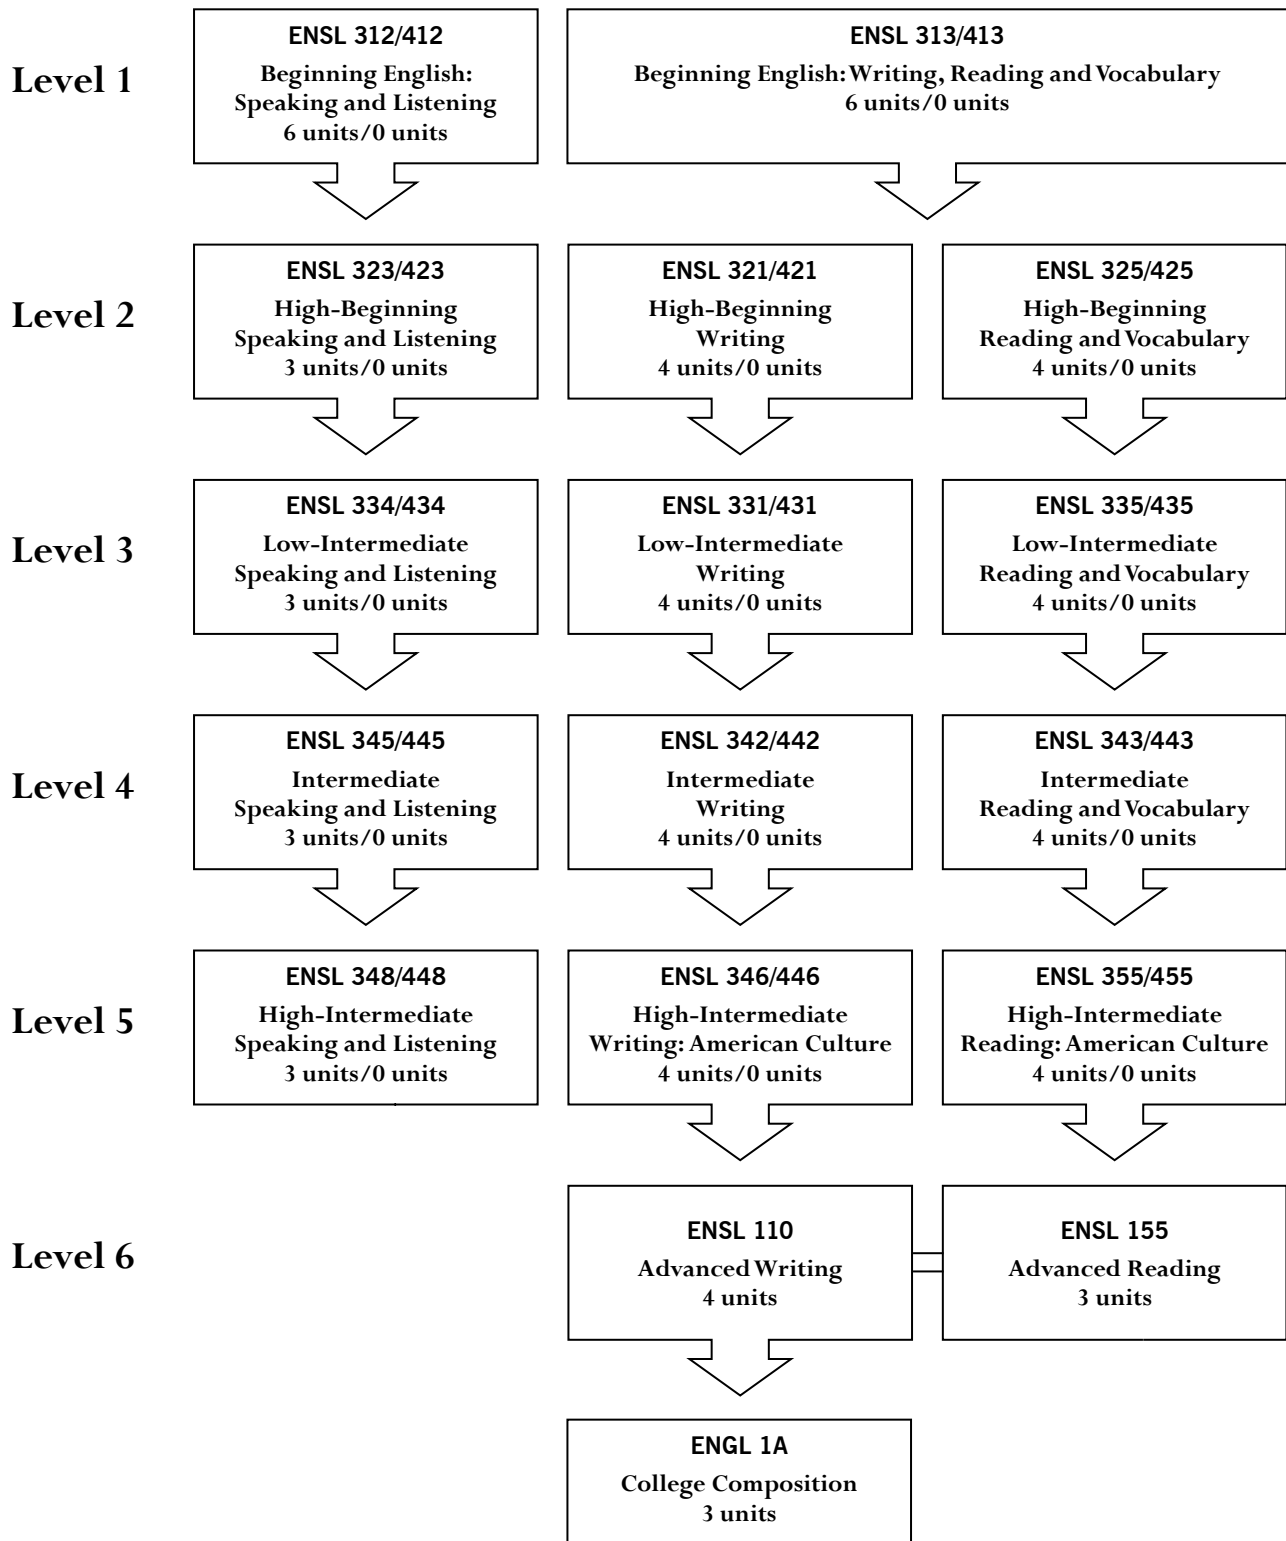 Level 1
ENSL 312/412
Beginning English:
Speaking and Listening
6 units/0 units
ENSL 313/413
Beginning English: Writing, Reading and Vocabulary
6 units/0 units
Level 2
ENSL 323/423
High-Beginning
Speaking and Listening
3 units/0 units
ENSL 321/421
High-Beginning
Writing
4 units/0 units
ENSL 325/425
High-Beginning
Reading and Vocabulary
4 units/0 units
Level 3
ENSL 334/434
Low-Intermediate
Speaking and Listening
3 units/0 units
ENSL 331/431
Low-Intermediate
Writing
4 units/0 units
ENSL 335/435
Low-Intermediate
Reading and Vocabulary
4 units/0 units
Level 4
ENSL 345/445
Intermediate
Speaking and Listening
3 units/0 units
ENSL 342/442
Intermediate
Writing
4 units/0 units
ENSL 343/443
Intermediate
Reading and Vocabulary
4 units/0 units
Level 5
ENSL 348/448
High-Intermediate
Speaking and Listening
3 units/0 units
ENSL 346/446
High-Intermediate
Writing: American Culture
4 units/0 units
ENSL 355/455
High-Intermediate
Reading: American Culture
4 units/0 units
Level 6
ENSL 110
Advanced Writing
4 units
ENSL 155
Advanced Reading
3 units
ENGL 1A
College Composition
3 units